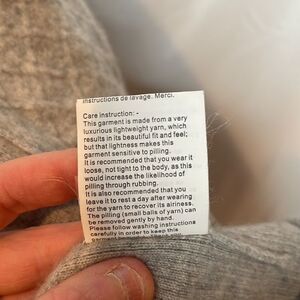 instructions de lavage. Merci.
Care instruction: -
This garment is made from a very
luxurious lightweight yarn, which
results in its beautiful fit and feel;
but that lightness makes this
garment sensitive to pilling.
It is recommended that you wear it
loose, not tight to the body, as this
would increase the likelihood of
pilling through rubbing.
It is also recommended that you
leave it to rest a day after wearing
for the yarn to recover its airiness.
The pilling (small balls of yarn) can
be removed gently by hand.
Please follow washing instructions
carefully in order to keep this
garment